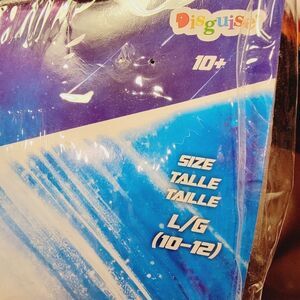 Disguise
10+
SIZE
TALLE
TAILLE
L/G
(10-12)